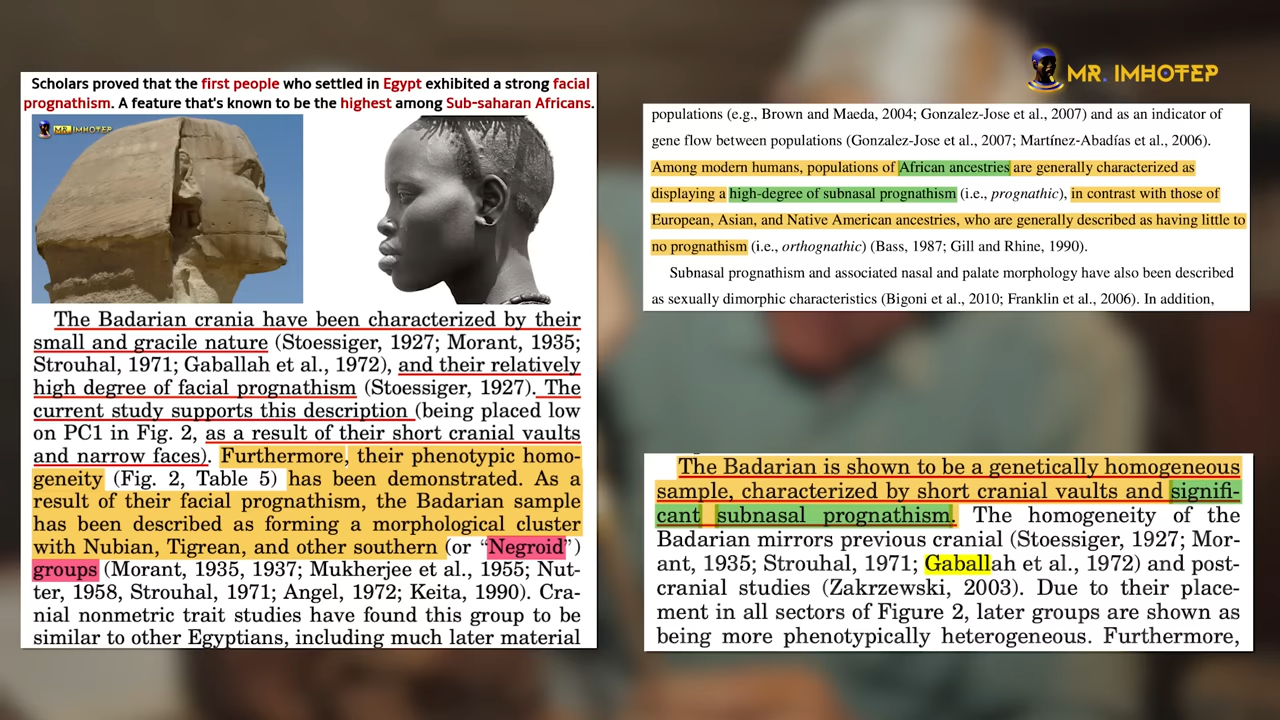 Scholars proved that the first people who settled in Egypt exhibited a strong facial
prognathism. A feature that's known to be the highest among Sub-saharan Africans.
MR. IMHOTEP
The Badarian crania have been characterized by their
small and gracile nature (Stoessiger, 1927; Morant, 1935;
Strouhal, 1971; Gaballah et al., 1972), and their relatively
high degree of facial prognathism (Stoessiger, 1927). The
current study supports this description (being placed low
on PC1 in Fig. 2, as a result of their short cranial vaults
and narrow faces). Furthermore, their phenotypic homo-
geneity (Fig. 2, Table 5) has been demonstrated. As a
result of their facial prognathism, the Badarian sample
has been described as forming a morphological cluster
with Nubian, Tigrean, and other southern (or “Negroid”)
groups (Morant, 1935, 1937; Mukherjee et al., 1955; Nut-
ter, 1958, Strouhal, 1971; Angel, 1972; Keita, 1990). Cra-
nial nonmetric trait studies have found this group to be
similar to other Egyptians, including much later material
MR. IMHOTEP
populations (e.g., Brown and Maeda, 2004; Gonzalez-Jose et al., 2007) and as an indicator of
gene flow between populations (Gonzalez-Jose et al., 2007; Martínez-Abadías et al., 2006).
Among modern humans, populations of African ancestries are generally characterized as
displaying a high-degree of subnasal prognathism (i.e., prognathic), in contrast with those of
European, Asian, and Native American ancestries, who are generally described as having little to
no prognathism (i.e., orthognathic) (Bass, 1987; Gill and Rhine, 1990).
Subnasal prognathism and associated nasal and palate morphology have also been described
as sexually dimorphic characteristics (Bigoni et al., 2010; Franklin et al., 2006). In addition,
The Badarian is shown to be a genetically homogeneous
sample, characterized by short cranial vaults and signifi-
cant subnasal prognathism. The homogeneity of the
Badarian mirrors previous cranial (Stoessiger, 1927; Mor-
ant, 1935; Strouhal, 1971; Gaballah et al., 1972) and post-
cranial studies (Zakrzewski, 2003). Due to their place-
ment in all sectors of Figure 2, later groups are shown as
being more phenotypically heterogeneous. Furthermore,